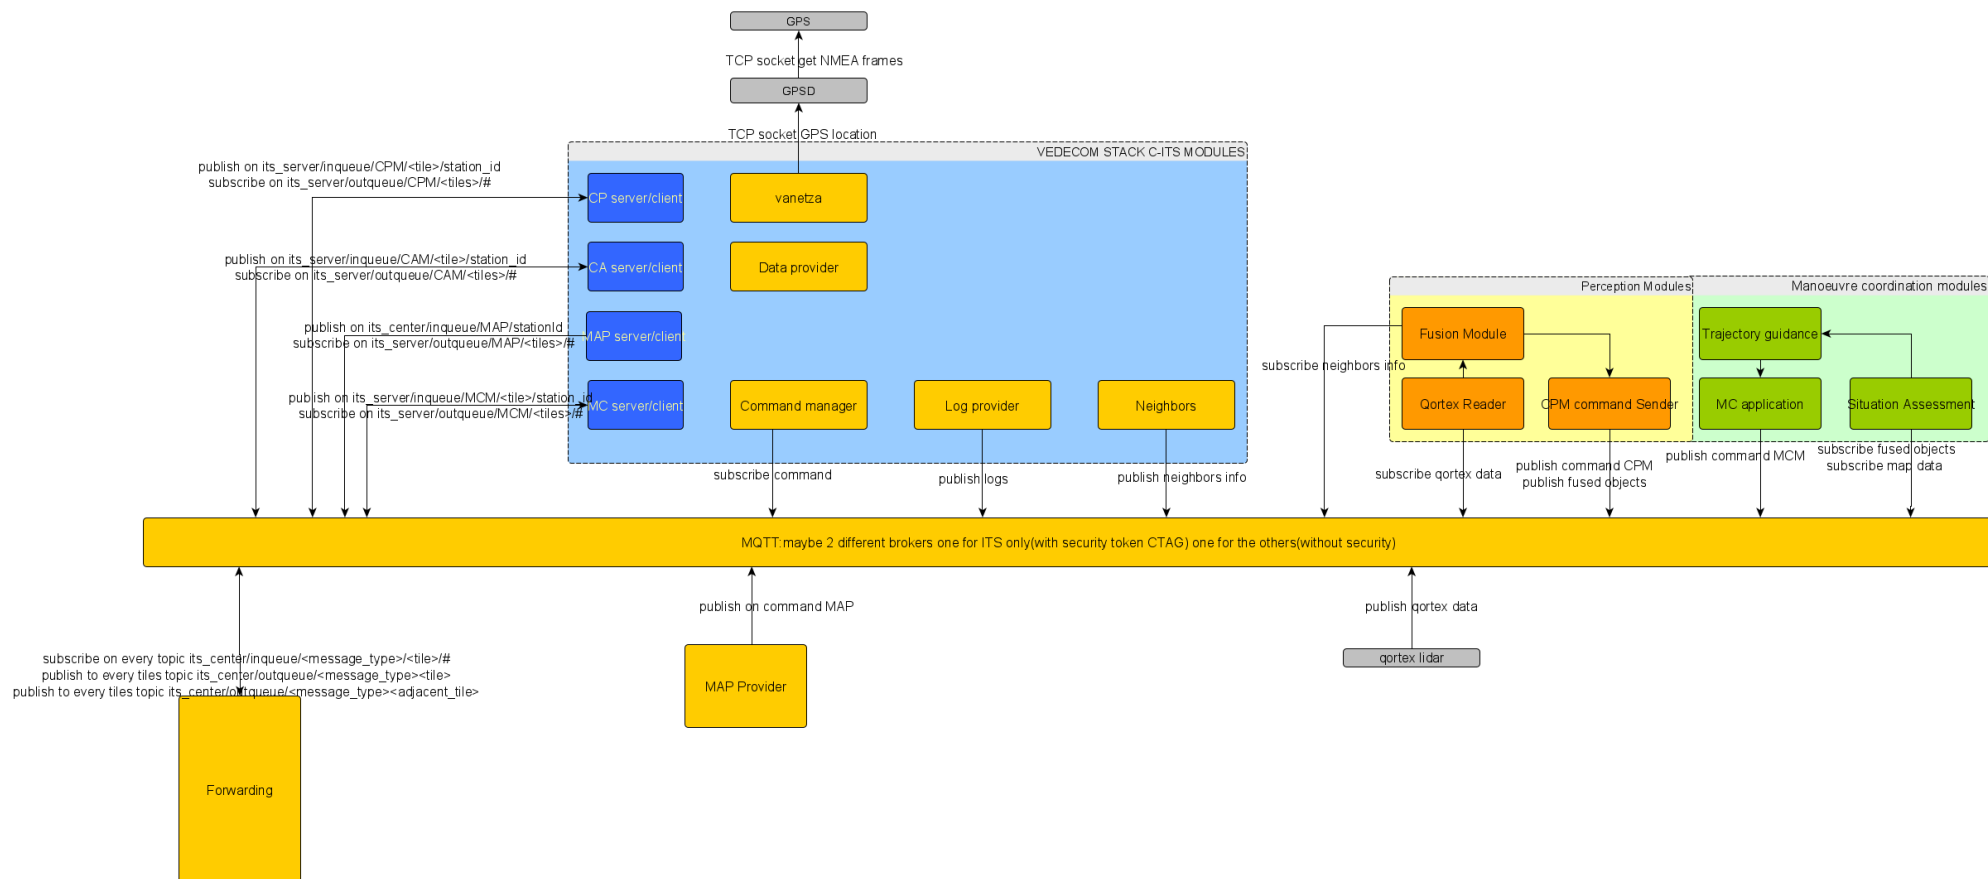 GPS
TCP socket get NMEA frames
GPSD
TCP socket GPS location
VEDECOM STACK C-ITS MODULES
publish on its_server/inqueue/CPM/<tile>/station_id
subscribe on its_server/outqueue/CPM/<tiles>/#
CP server/client
vanetza
publish on its_server/inqueue/CAM/<tile>/station_id
subscribe on its_server/outqueue/CAM/<tiles>/#
CA server/client
Data provider
publish on its_center/inqueue/MAP/stationId
subscribe on its_server/outqueue/MAP/<tiles>/#
MAP server/client
publish on its_server/inqueue/MCM/<tile>/station_id
subscribe on its_server/outqueue/MCM/<tiles>/#
MC server/client
Command manager
Log provider
Neighbors
subscribe command
publish logs
publish neighbors info
Perception Modules
Fusion Module
subscribe neighbors info
Qortex Reader
CPM command Sender
subscribe qortex data
publish command CPM
publish fused objects
Manoeuvre coordination modules
Trajectory guidance
MC application
Situation Assessment
publish command MCM
subscribe fused objects
subscribe map data
MQTT: maybe 2 different brokers one for ITS only(with security token CTAG) one for the others(without security)
subscribe on every topic its_center/inqueue/<message_type>/<tile>/#
publish to every tiles topic its_center/outqueue/<message_type><tile>
publish to every tiles topic its_center/outqueue/<message_type><adjacent_tile>
Forwarding
publish on command MAP
MAP Provider
publish qortex data
qortex lidar